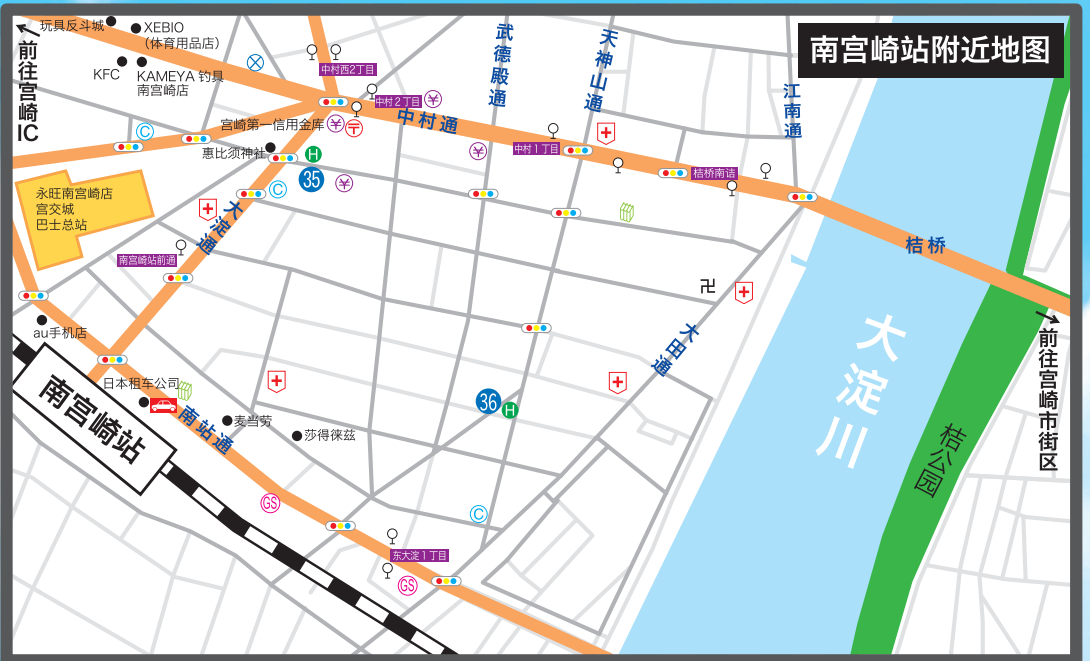 南宫崎站附近地图
玩具反斗城
XEBIO
（体育用品店）
前往宫崎IC
KFC
KAMEYA 钓具
南宫崎店
中村西2丁目
中村2丁目
武德殿通
天神山通
江南通
中村通
宫崎第一信用金库
惠比须神社
H
35
中村1丁目
桔桥南诘
C
C
永旺南宫崎店
宫交城
巴士总站
大淀通
南宫崎站前通
桔桥
卍
大田通
大淀川
前往宫崎市街区
桔公园
au手机店
日本租车公司
南宫崎站
南站通
麦当劳
莎得徕兹
36
H
GS
C
东大淀1丁目
GS